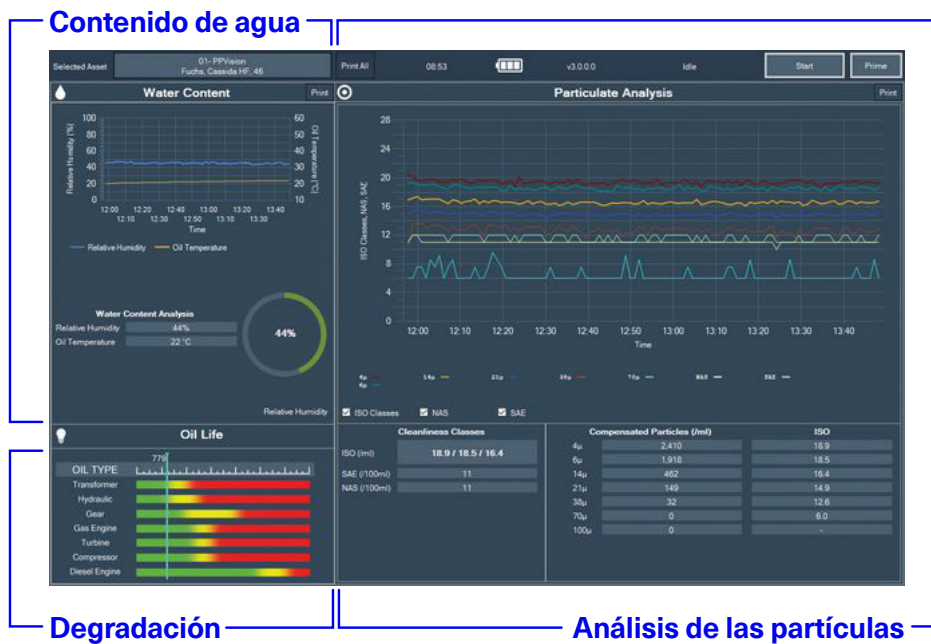 Contenido de agua
Selected Asset
01- PPVision
Fuchs, Cassida HF, 46
Print All
08:53
v3.0.0.0
Idle
Start
Prime
Water Content
Print
Particulate Analysis
Print
100
80
60
40
20
0
Relative Humidity (%)
60
50
40
30
20
10
Oil Temperature (°C)
12:00 12:20 12:40 13:00 13:20 13:40
12:10 12:30 12:50 13:10 13:30
Time
Relative Humidity
Oil Temperature
Water Content Analysis
Relative Humidity 44%
Oil Temperature 22 °C
44%
Relative Humidity
28
24
20
16
12
8
4
0
ISO Classes, NAS, SAE
12:00 12:10 12:20 12:30 12:40 12:50 13:00 13:10 13:20 13:30 13:40
Time
4µ 14µ 21µ 38µ 70µ NAS SAE
6µ
ISO Classes NAS SAE
Oil Life
779
OIL TYPE
Transformer
Hydraulic
Gear
Gas Engine
Turbine
Compressor
Diesel Engine
Cleanliness Classes
ISO (/ml) 18.9 / 18.5 / 16.4
SAE (/100ml) 11
NAS (/100ml) 11
Compensated Particles (/ml) ISO
4µ 2,410 18.9
6µ 1,918 18.5
14µ 462 16.4
21µ 149 14.9
38µ 32 12.6
70µ 0 6.0
100µ 0 -
Degradación
Análisis de las partículas